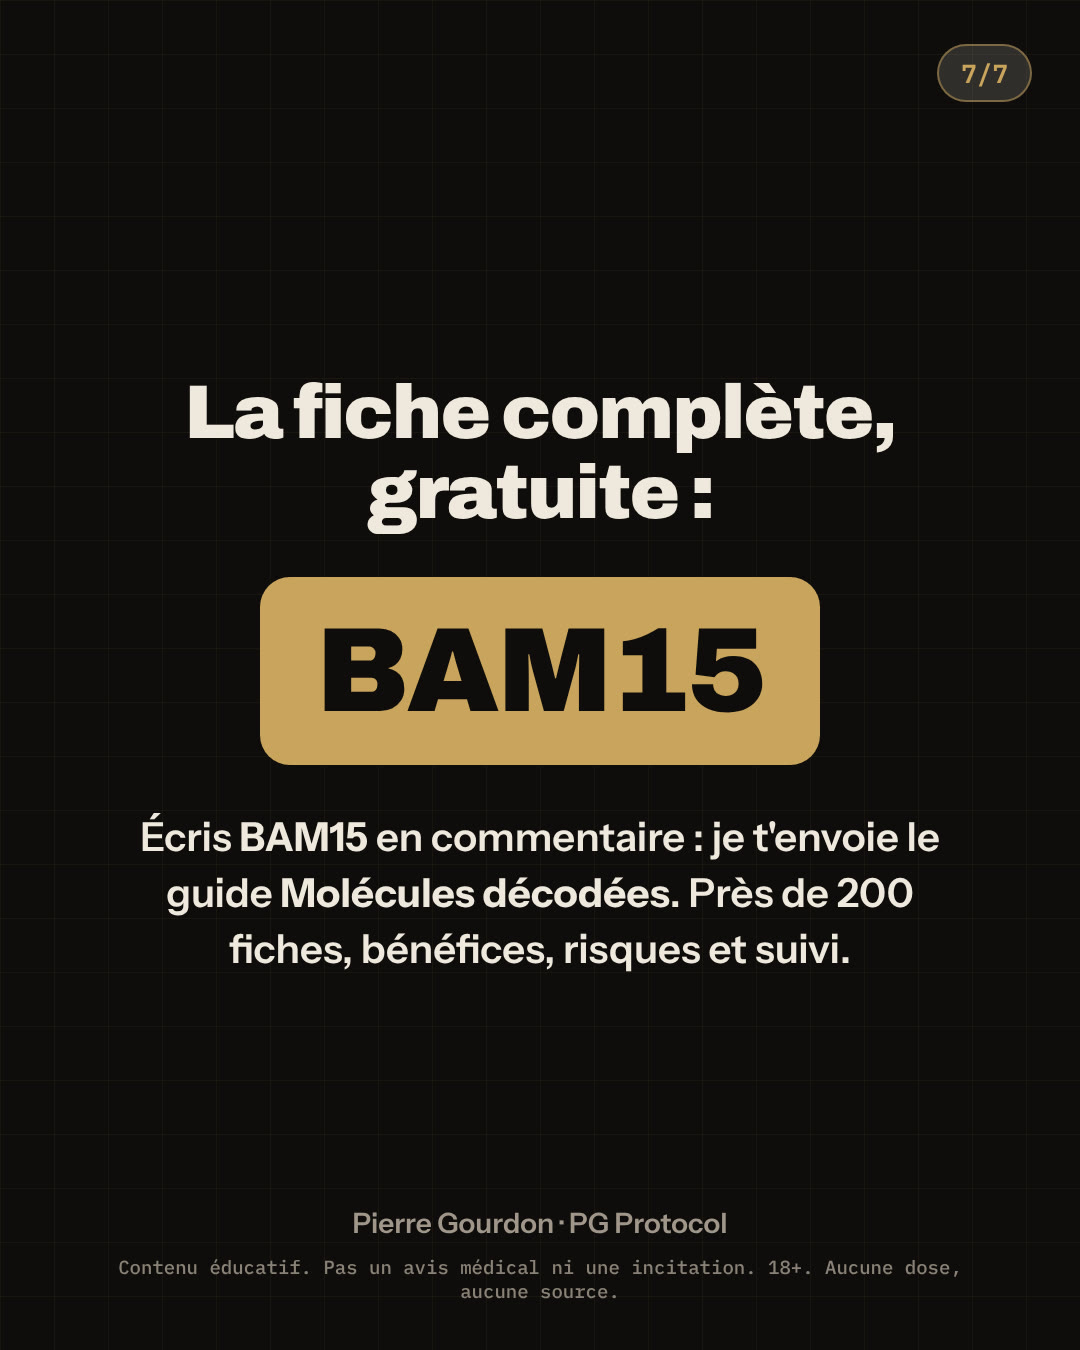 7/7
La fiche complète,
gratuite :
BAM15
Écris BAM15 en commentaire : je t'envoie le
guide Molécules décodées. Près de 200
fiches, bénéfices, risques et suivi.
Pierre Gourdon · PG Protocol
Contenu éducatif. Pas un avis médical ni une incitation. 18+. Aucune dose,
aucune source.